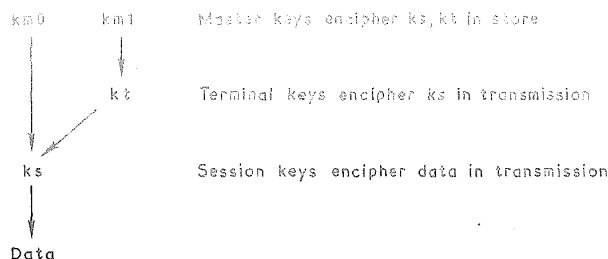 km0 km1 Master keys encipher ks, kt in store
kt Terminal keys encipher ks in transmission
ks Session keys encipher data in transmission
Data